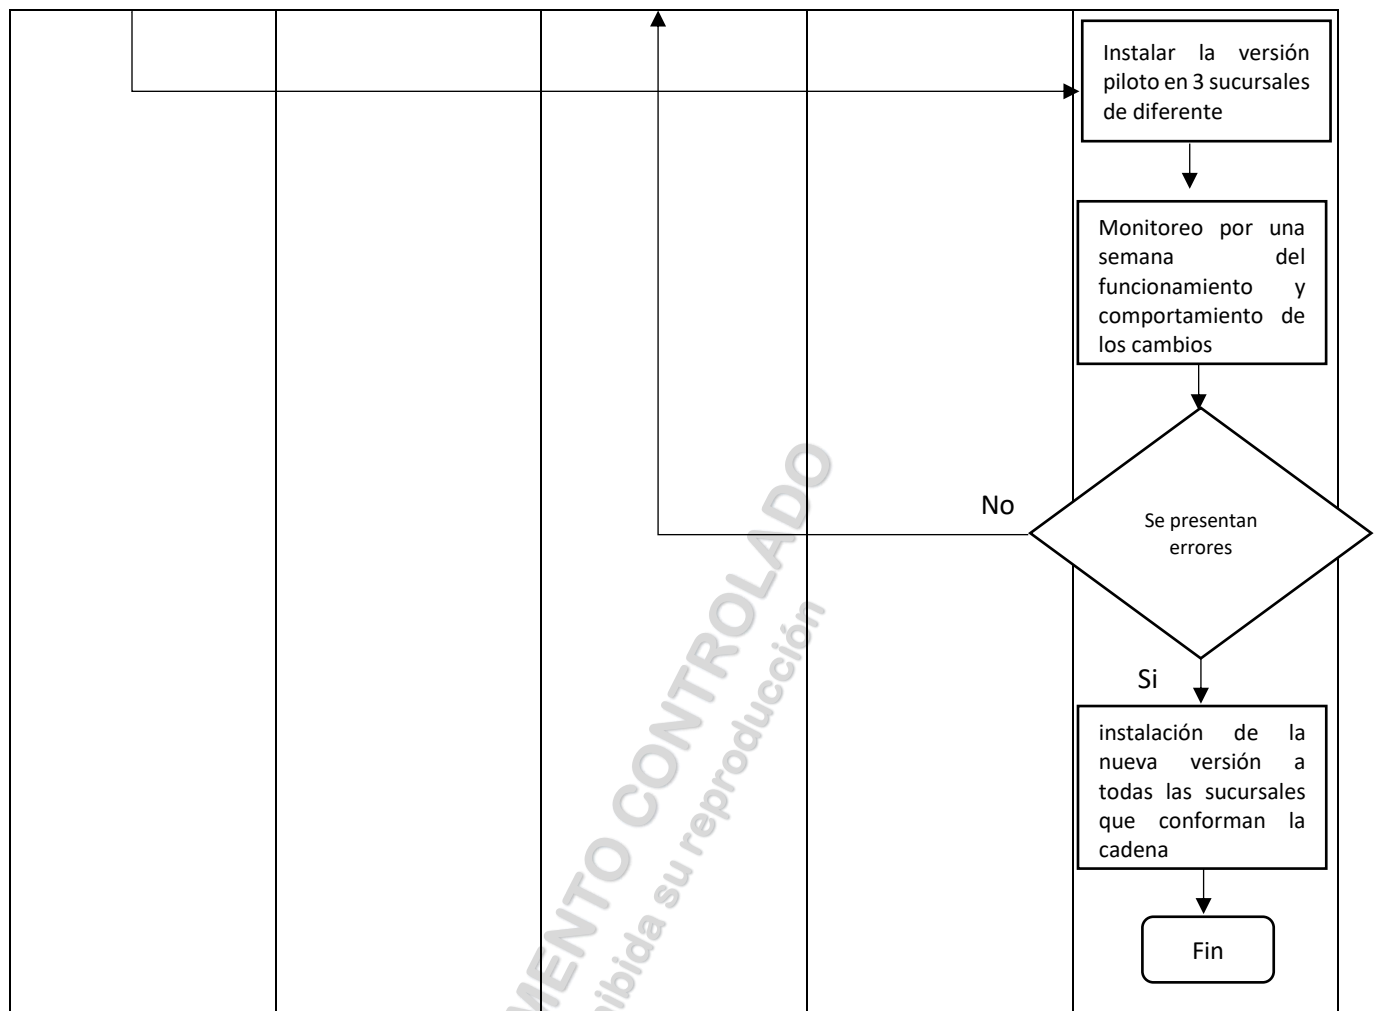 Instalar la versión
piloto en 3 sucursales
de diferente
Monitoreo por una
semana del
funcionamiento y
comportamiento de
los cambios
No
Se presentan
errores
Si
instalación de la
nueva versión a
todas las sucursales
que conforman la
cadena
Fin
MENTO CONTROLADO
hibida su reproducción